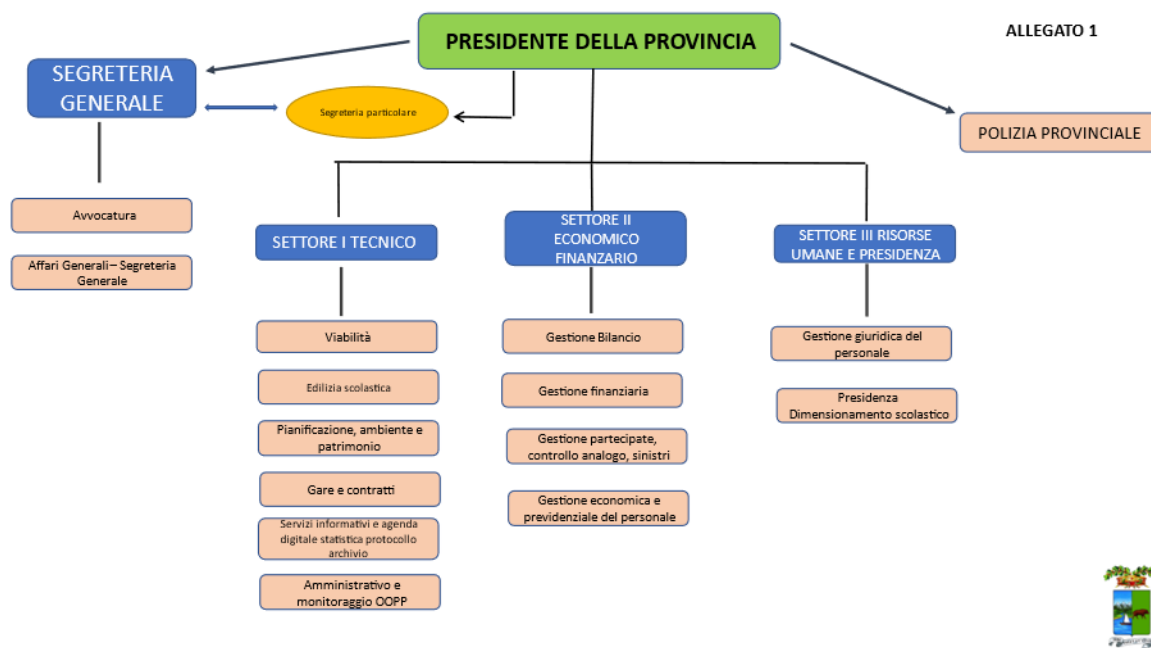 PRESIDENTE DELLA PROVINCIA
ALLEGATO 1
SEGRETERIA
GENERALE
Segreteria particolare
POLIZIA PROVINCIALE
Avvocatura
Affari Generali – Segreteria
Generale
SETTORE I TECNICO
Viabilità
Edilizia scolastica
Pianificazione, ambiente e
patrimonio
Gare e contratti
Servizi informativi e agenda
digitale statistica protocollo
archivio
Amministrativo e
monitoraggio OOPP
SETTORE II
ECONOMICO
FINANZARIO
Gestione Bilancio
Gestione finanziaria
Gestione partecipate,
controllo analogo, sinistri
Gestione economica e
previdenziale del personale
SETTORE III RISORSE
UMANE E PRESIDENZA
Gestione giuridica del
personale
Presidenza
Dimensionamento scolastico